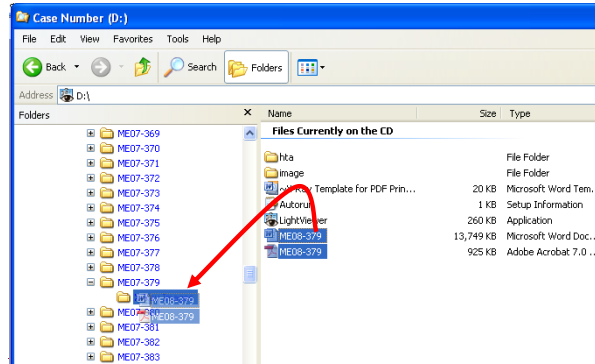 Case Number (D:)
File Edit View Favorites Tools Help
Back Search Folders
Address D:\
Folders × Name Size Type
Files Currently on the CD
ME07-369
ME07-370
ME07-371
ME07-372
ME07-373
ME07-374
ME07-375
ME07-376
ME07-377
ME07-378
ME07-379
ME08-379
ME08-379
ME07-381
ME07-382
ME07-383
hta File Folder
image File Folder
Key Template for PDF Prin... 20 KB Microsoft Word Tem.
Autorun 1 KB Setup Information
LightViewer 260 KB Application
ME08-379 13,749 KB Microsoft Word Doc..
ME08-379 925 KB Adobe Acrobat 7.0 ..